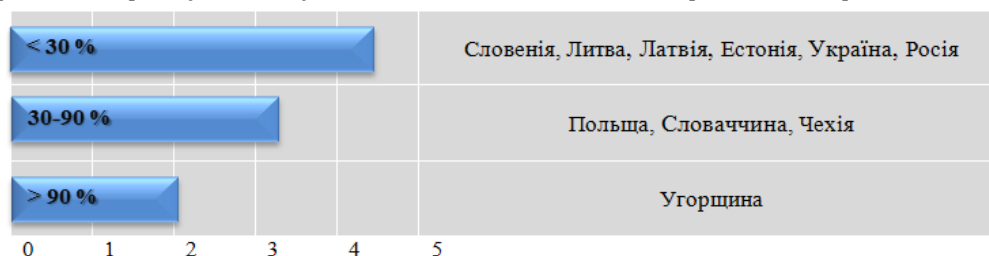 < 30 % Словенія, Литва, Латвія, Естонія, Україна, Росія
30-90 % Польща, Словаччина, Чехія
> 90 % Угорщина
0 1 2 3 4 5